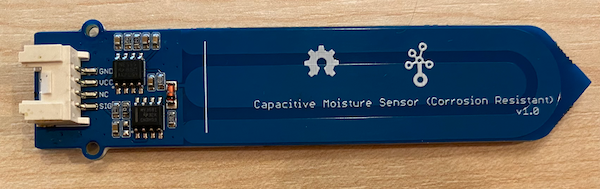 GND
VCC
NC
SIG
Capacitive Moisture Sensor (Corrosion Resistant)
v1.0